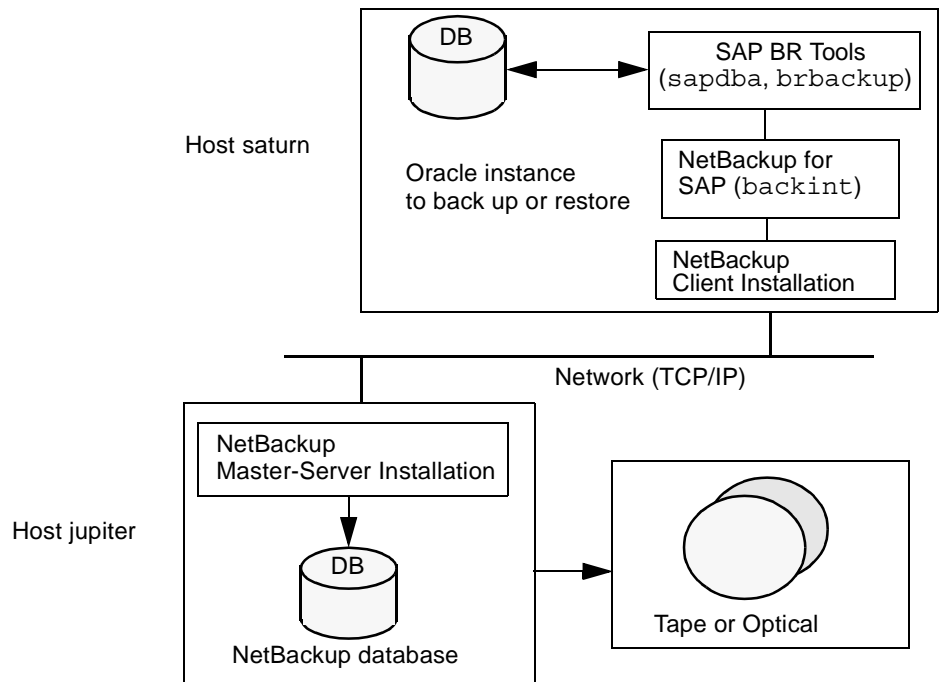 DB
SAP BR Tools
(sapdba, brbackup)
Host saturn
NetBackup for
SAP (backint)
Oracle instance
to back up or restore
NetBackup
Client Installation
Network (TCP/IP)
NetBackup
Master-Server Installation
Host jupiter
DB
Tape or Optical
NetBackup database